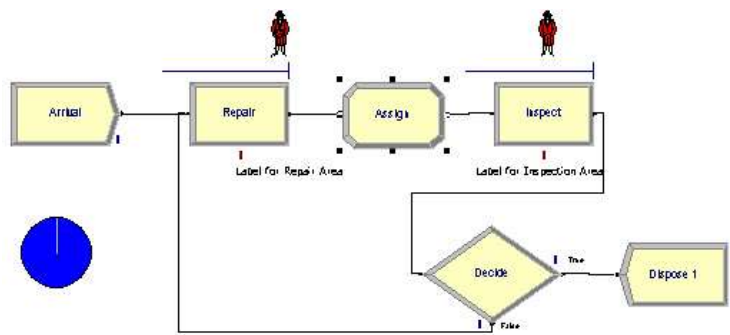 Arrival
Repair
Assign
Inspect
Label for Repair Area
Label for Inspection Area
Decide
True
Dispose 1
False